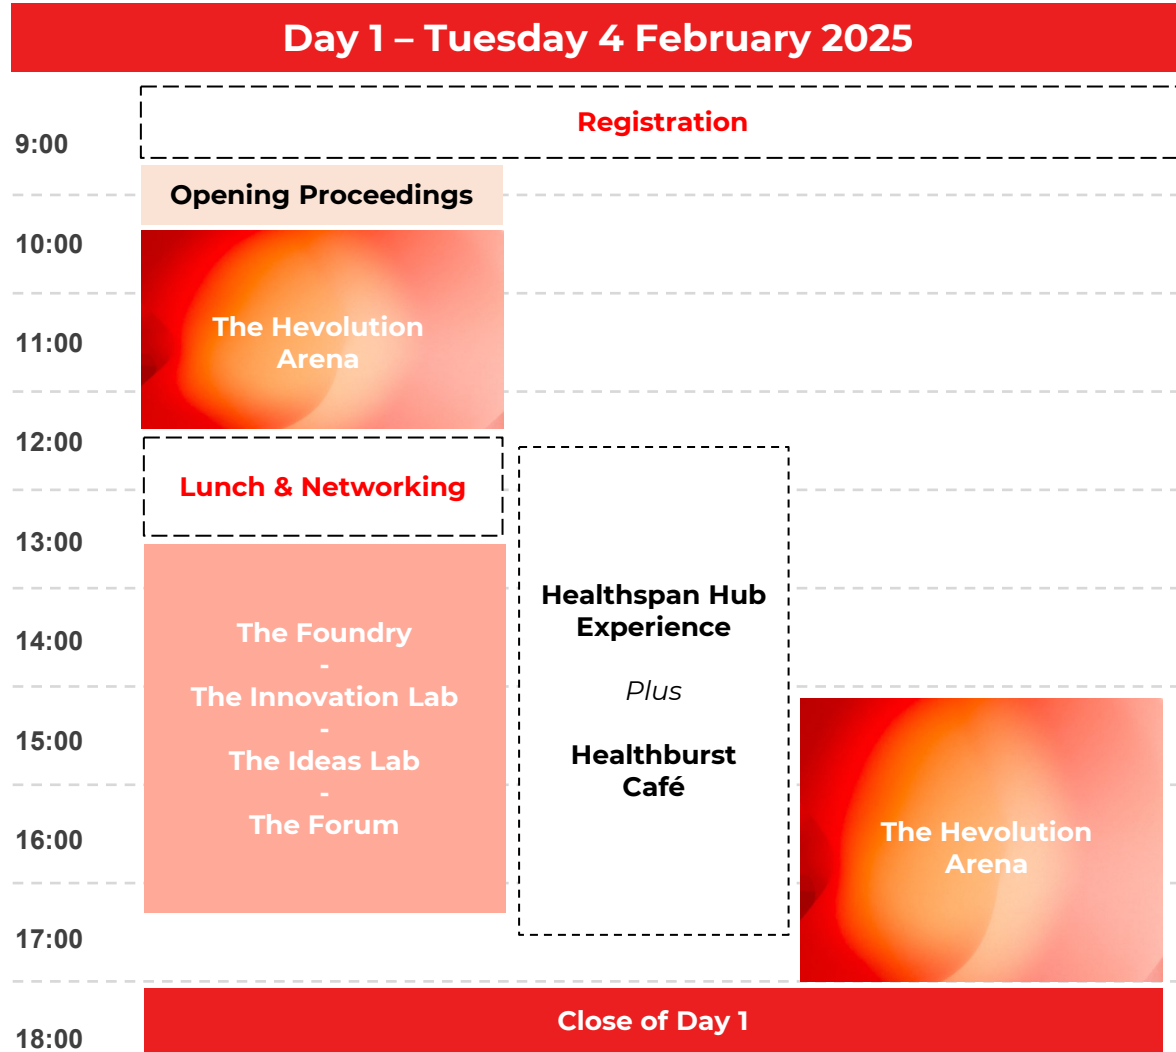 Day 1 – Tuesday 4 February 2025
Registration
9:00
Opening Proceedings
10:00
The Hevolution
Arena
11:00
12:00
Lunch & Networking
13:00
The Foundry
-
The Innovation Lab
-
The Ideas Lab
-
The Forum
Healthspan Hub
Experience
Plus
Healthburst
Café
14:00
15:00
16:00
The Hevolution
Arena
17:00
Close of Day 1
18:00